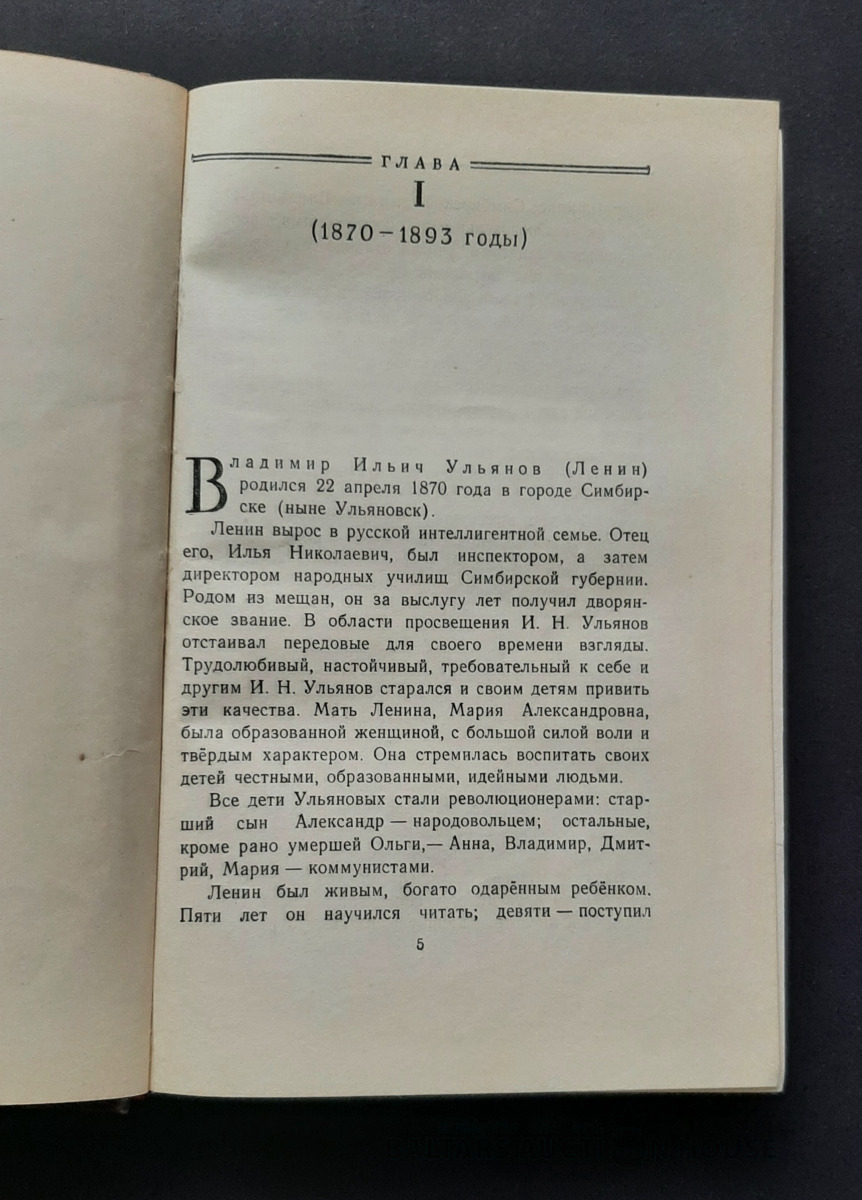 ГЛАВА
I
(1870–1893 годы)
Владимир Ильич Ульянов (Ленин)
родился 22 апреля 1870 года в городе Симбир-
ске (ныне Ульяновск).
Ленин вырос в русской интеллигентной семье. Отец
его, Илья Николаевич, был инспектором, а затем
директором народных училищ Симбирской губернии.
Родом из мещан, он за выслугу лет получил дворян-
ское звание. В области просвещения И. Н. Ульянов
отстаивал передовые для своего времени взгляды.
Трудолюбивый, настойчивый, требовательный к себе и
другим И. Н. Ульянов старался и своим детям привить
эти качества. Мать Ленина, Мария Александровна,
была образованной женщиной, с большой силой воли и
твёрдым характером. Она стремилась воспитать своих
детей честными, образованными, идейными людьми.
Все дети Ульяновых стали революционерами: стар-
ший сын Александр — народовольцем; остальные,
кроме рано умершей Ольги,— Анна, Владимир, Дмит-
рий, Мария — коммунистами.
Ленин был живым, богато одарённым ребёнком.
Пяти лет он научился читать; девяти — поступил
5
BALTARS AUCTION HOUSE